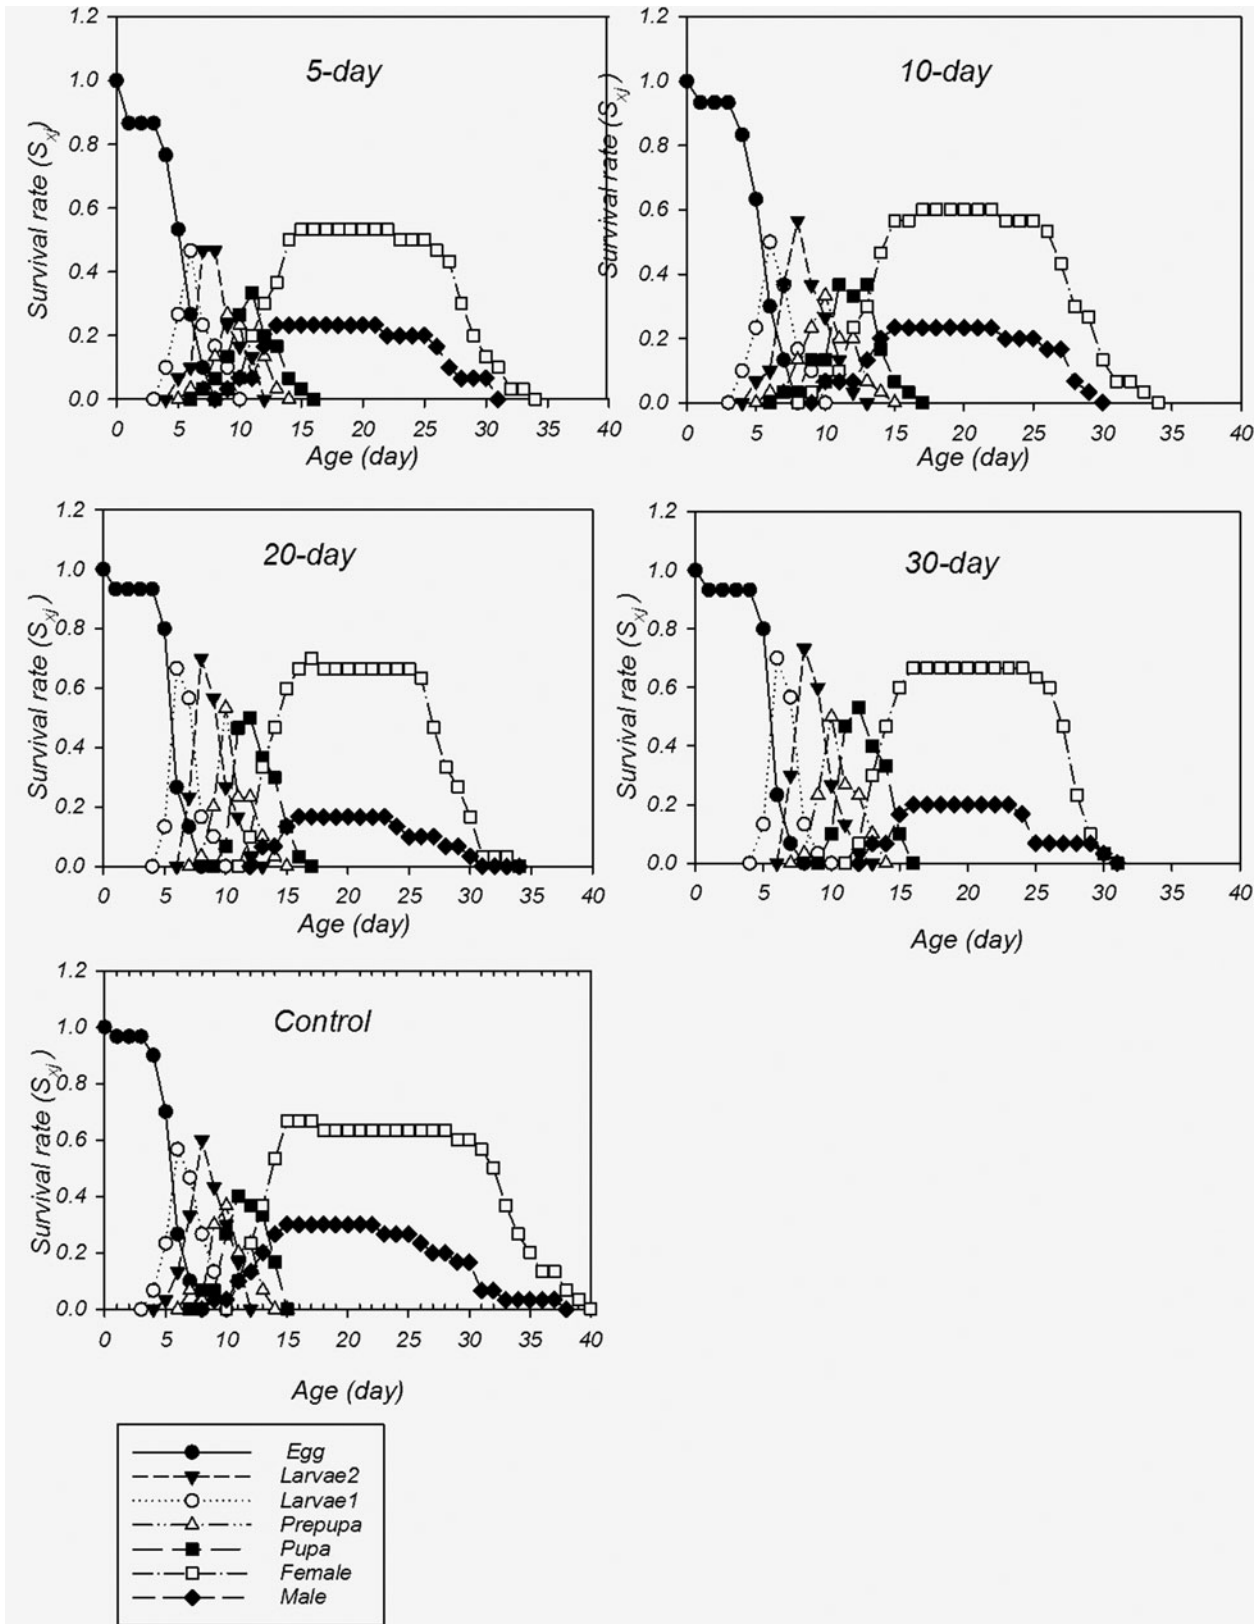 5-day
Survival rate (Sxj)
1.2
1.0
0.8
0.6
0.4
0.2
0.0
0 5 10 15 20 25 30 35 40
Age (day)
10-day
Survival rate (Sxj)
1.2
1.0
0.8
0.6
0.4
0.2
0.0
0 5 10 15 20 25 30 35 40
Age (day)
20-day
Survival rate (Sxj)
1.2
1.0
0.8
0.6
0.4
0.2
0.0
0 5 10 15 20 25 30 35 40
Age (day)
30-day
Survival rate (Sxj)
1.2
1.0
0.8
0.6
0.4
0.2
0.0
0 5 10 15 20 25 30 35 40
Age (day)
Control
Survival rate (Sxj)
1.2
1.0
0.8
0.6
0.4
0.2
0.0
0 5 10 15 20 25 30 35 40
Age (day)
Egg
Larvae2
Larvae1
Prepupa
Pupa
Female
Male